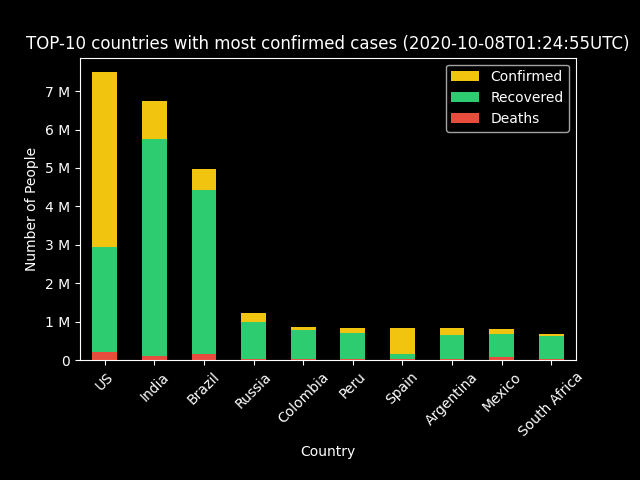 TOP-10 countries with most confirmed cases (2020-10-08T01:24:55UTC)
Confirmed
Recovered
Deaths
7 M
6 M
5 M
4 M
3 M
2 M
1 M
0
Number of People
US
India
Brazil
Russia
Colombia
Peru
Spain
Argentina
Mexico
South Africa
Country